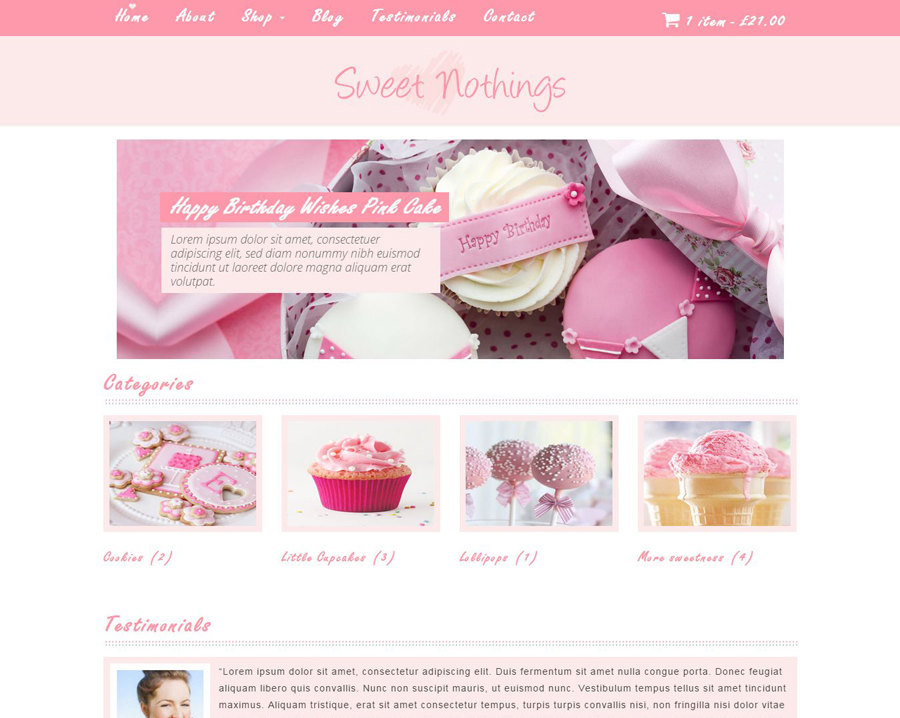 Home About Shop Blog Testimonials Contact 1 item - £21.00
Sweet Nothings
Happy Birthday Wishes Pink Cake
Lorem ipsum dolor sit amet, consectetuer
adipiscing elit, sed diam nonummy nibh euismod
tincidunt ut laoreet dolore magna aliquam erat
volutpat.
Happy Birthday
Categories
Cookies (2) Little Cupcakes (3) Lollipops (1) More sweetness (4)
Testimonials
“Lorem ipsum dolor sit amet, consectetur adipiscing elit. Duis fermentum sit amet nulla congue porta. Donec feugiat
aliquam libero quis convallis. Nunc non suscipit mauris, ut euismod nunc. Vestibulum tempus tellus sit amet tincidunt
maximus. Aliquam tristique, erat sit amet consectetur tempus, turpis turpis convallis nisi, non fringilla nisi dolor vitae